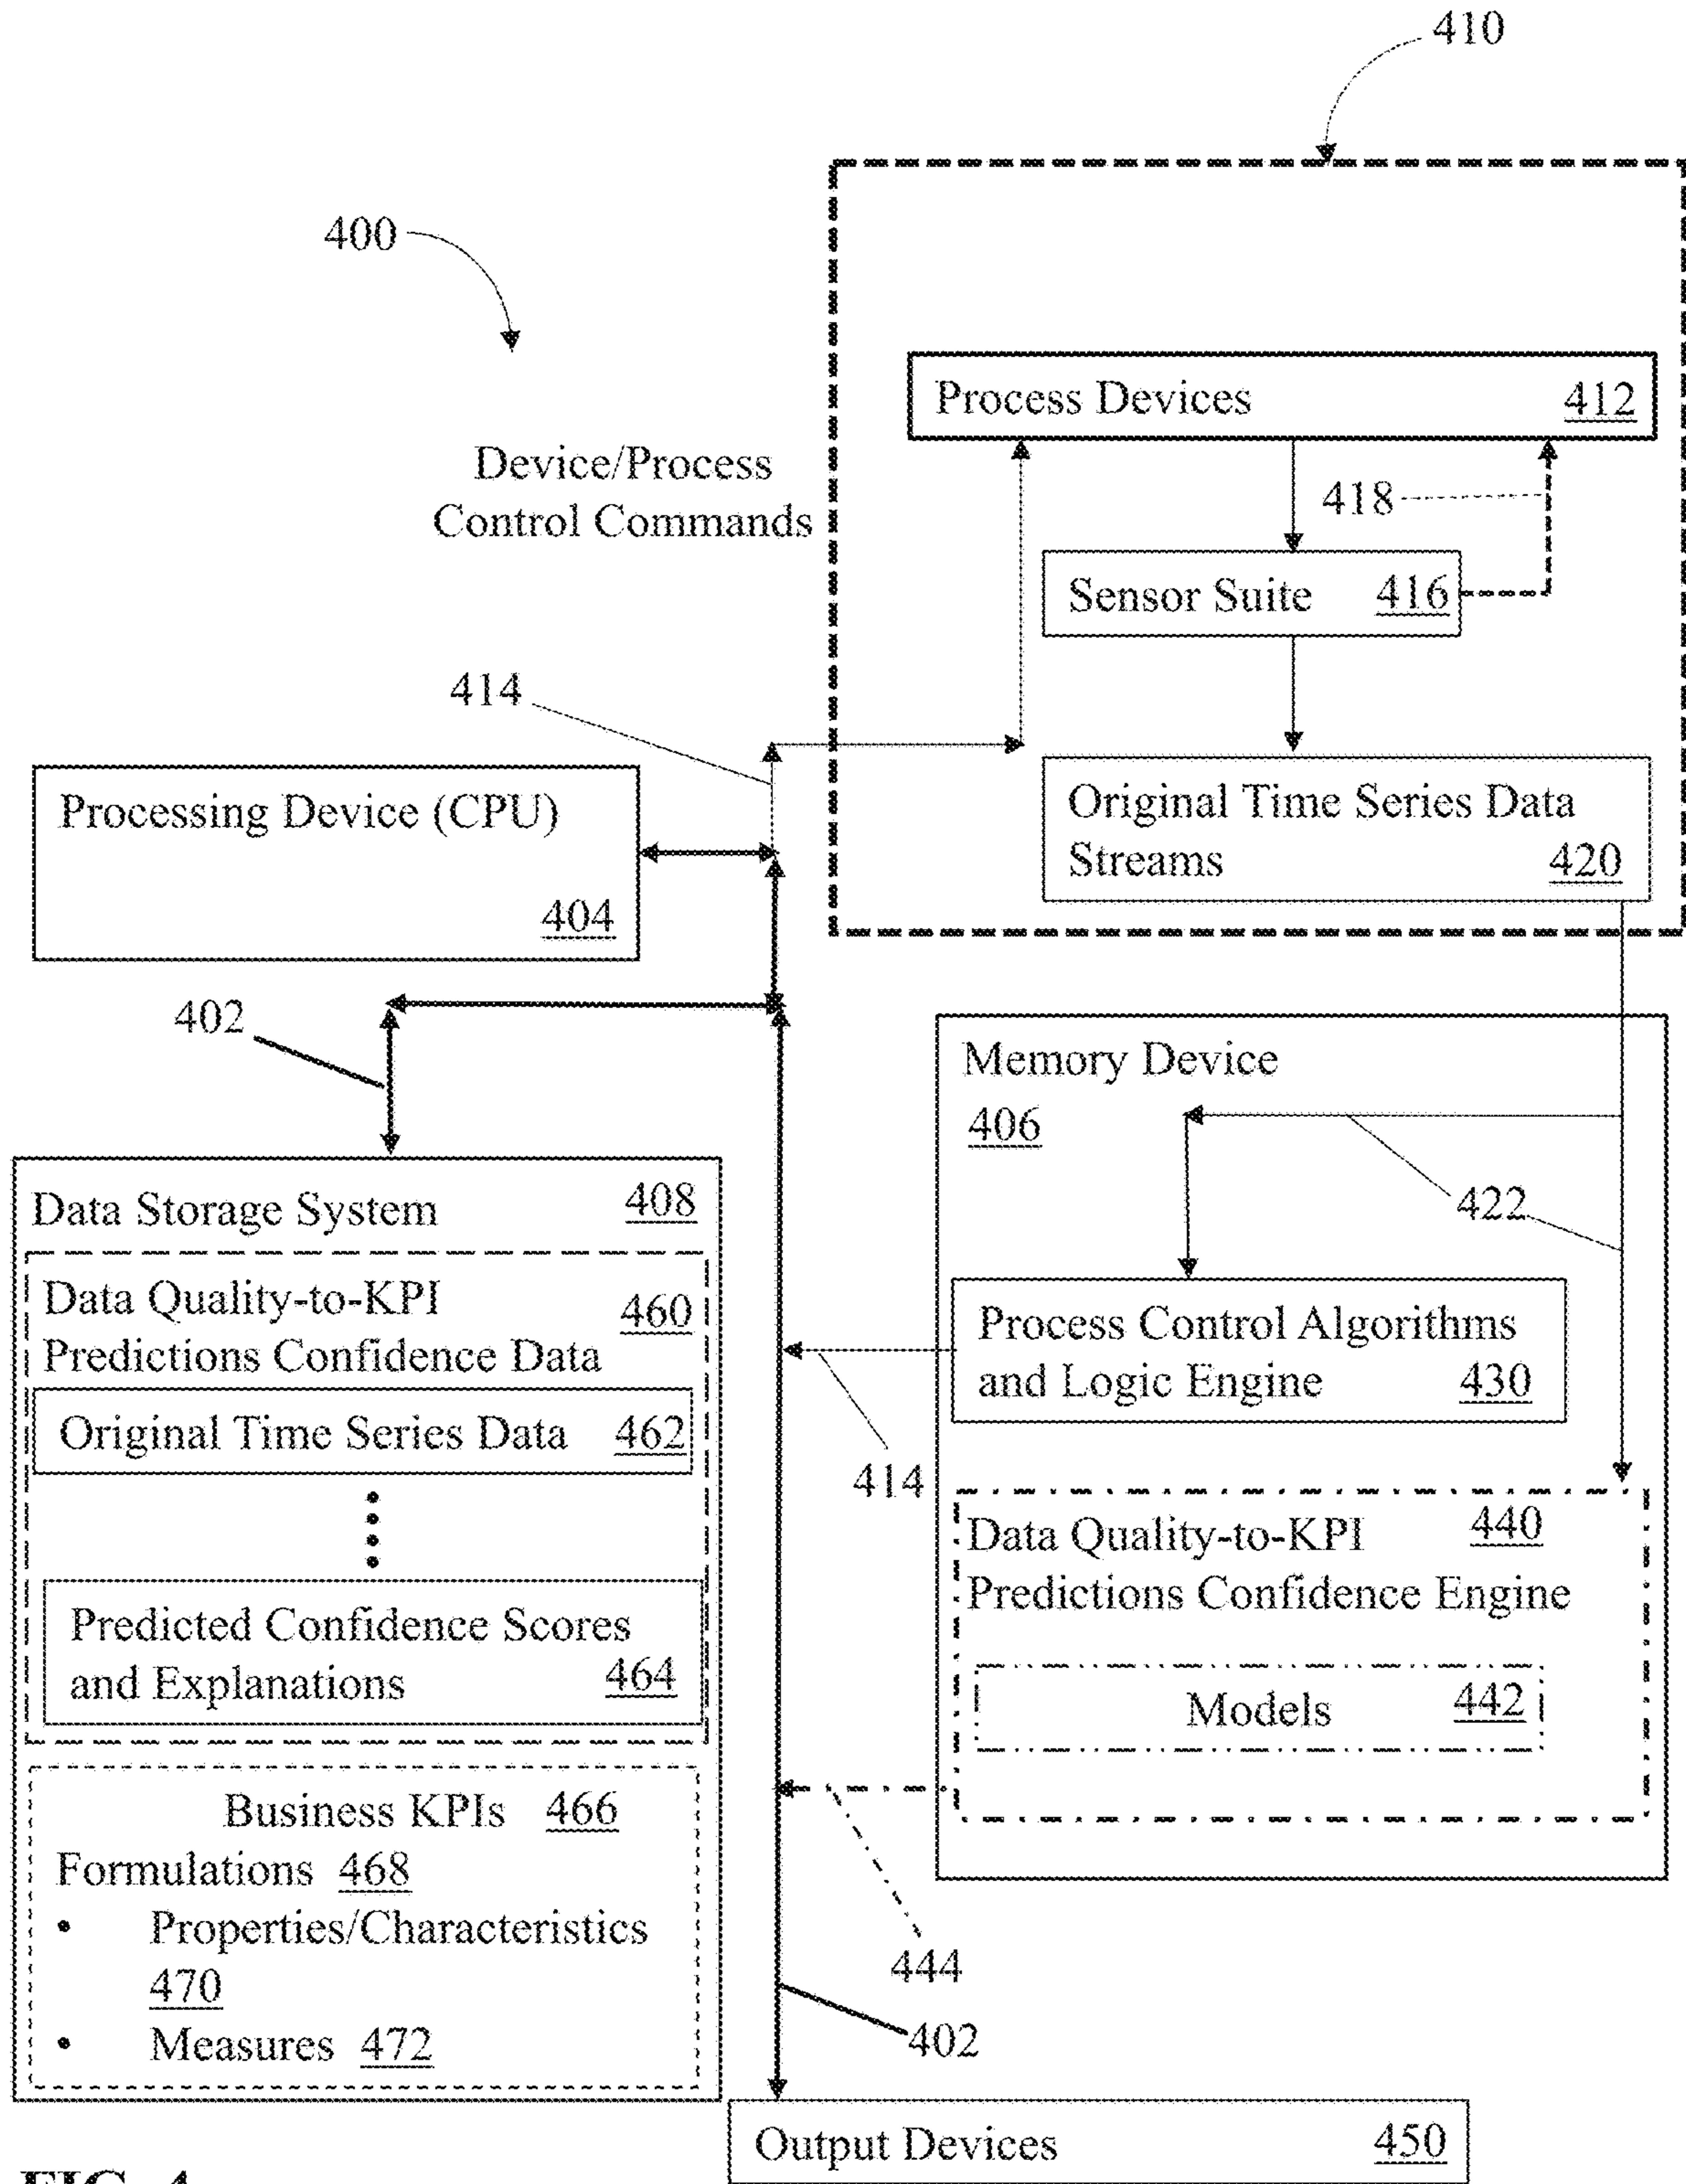 410
400
Process Devices 412
Device/Process
Control Commands
418
Sensor Suite 416
414
Processing Device (CPU)
404
Original Time Series Data
Streams 420
402
Memory Device
406
422
Data Storage System 408
Data Quality-to-KPI 460
Predictions Confidence Data
Original Time Series Data 462
Predicted Confidence Scores
and Explanations 464
Process Control Algorithms
and Logic Engine 430
414
Data Quality-to-KPI 440
Predictions Confidence Engine
Models 442
Business KPIs 466
Formulations 468
• Properties/Characteristics
470
• Measures 472
444
402
Output Devices 450
FIG. 4